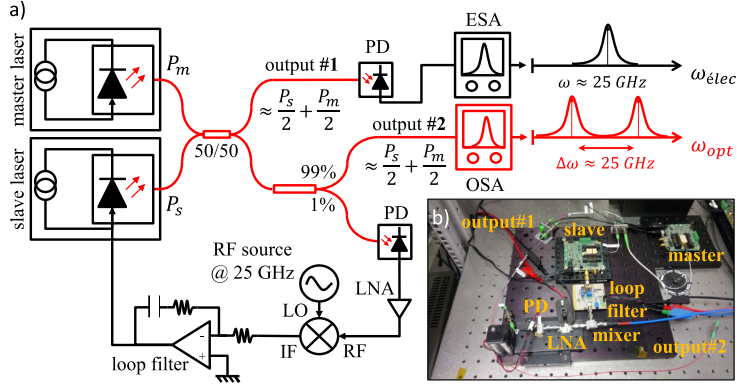 a)
master laser
P_m
slave laser
P_s
50/50
output #1
≈ P_s/2 + P_m/2
PD
ESA
ω ≈ 25 GHz
ω_élec
output #2
≈ P_s/2 + P_m/2
OSA
Δω ≈ 25 GHz
ω_opt
99%
1%
PD
LNA
RF source
@ 25 GHz
LO
IF
RF
-
+
loop filter
b)
output#1
slave
master
loop
filter
PD
LNA
mixer
output#2